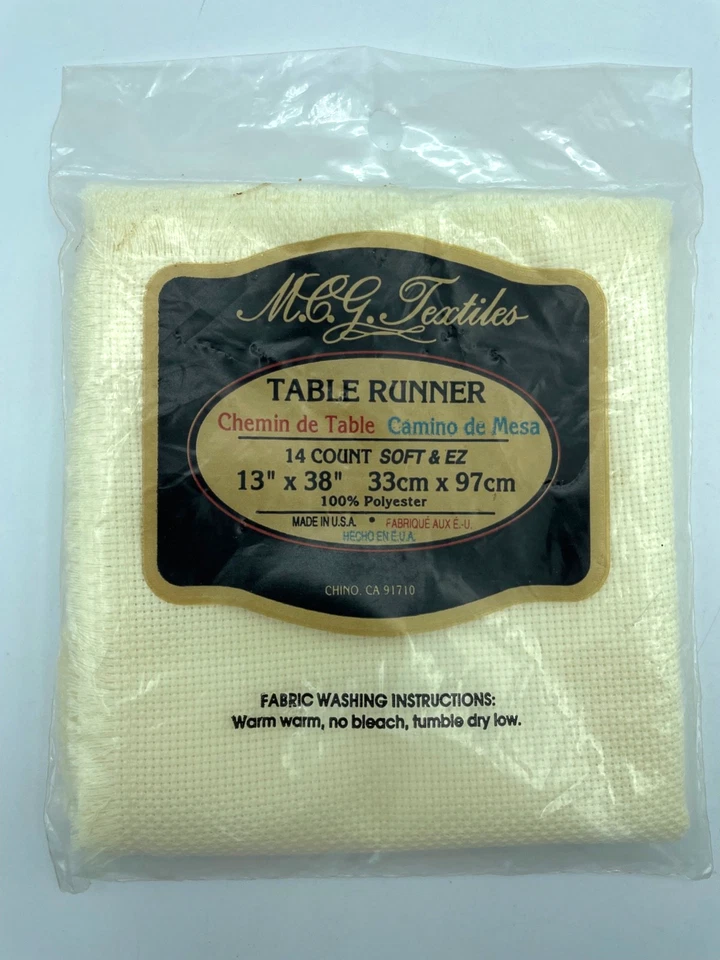 M.C.G. Textiles
TABLE RUNNER
Chemin de Table Camino de Mesa
14 COUNT SOFT & EZ
13" x 38" 33cm x 97cm
100% Polyester
MADE IN U.S.A. • FABRIQUÉ AUX É.-U.
HECHO EN E.U.A.
CHINO, CA 91710
FABRIC WASHING INSTRUCTIONS:
Warm warm, no bleach, tumble dry low.